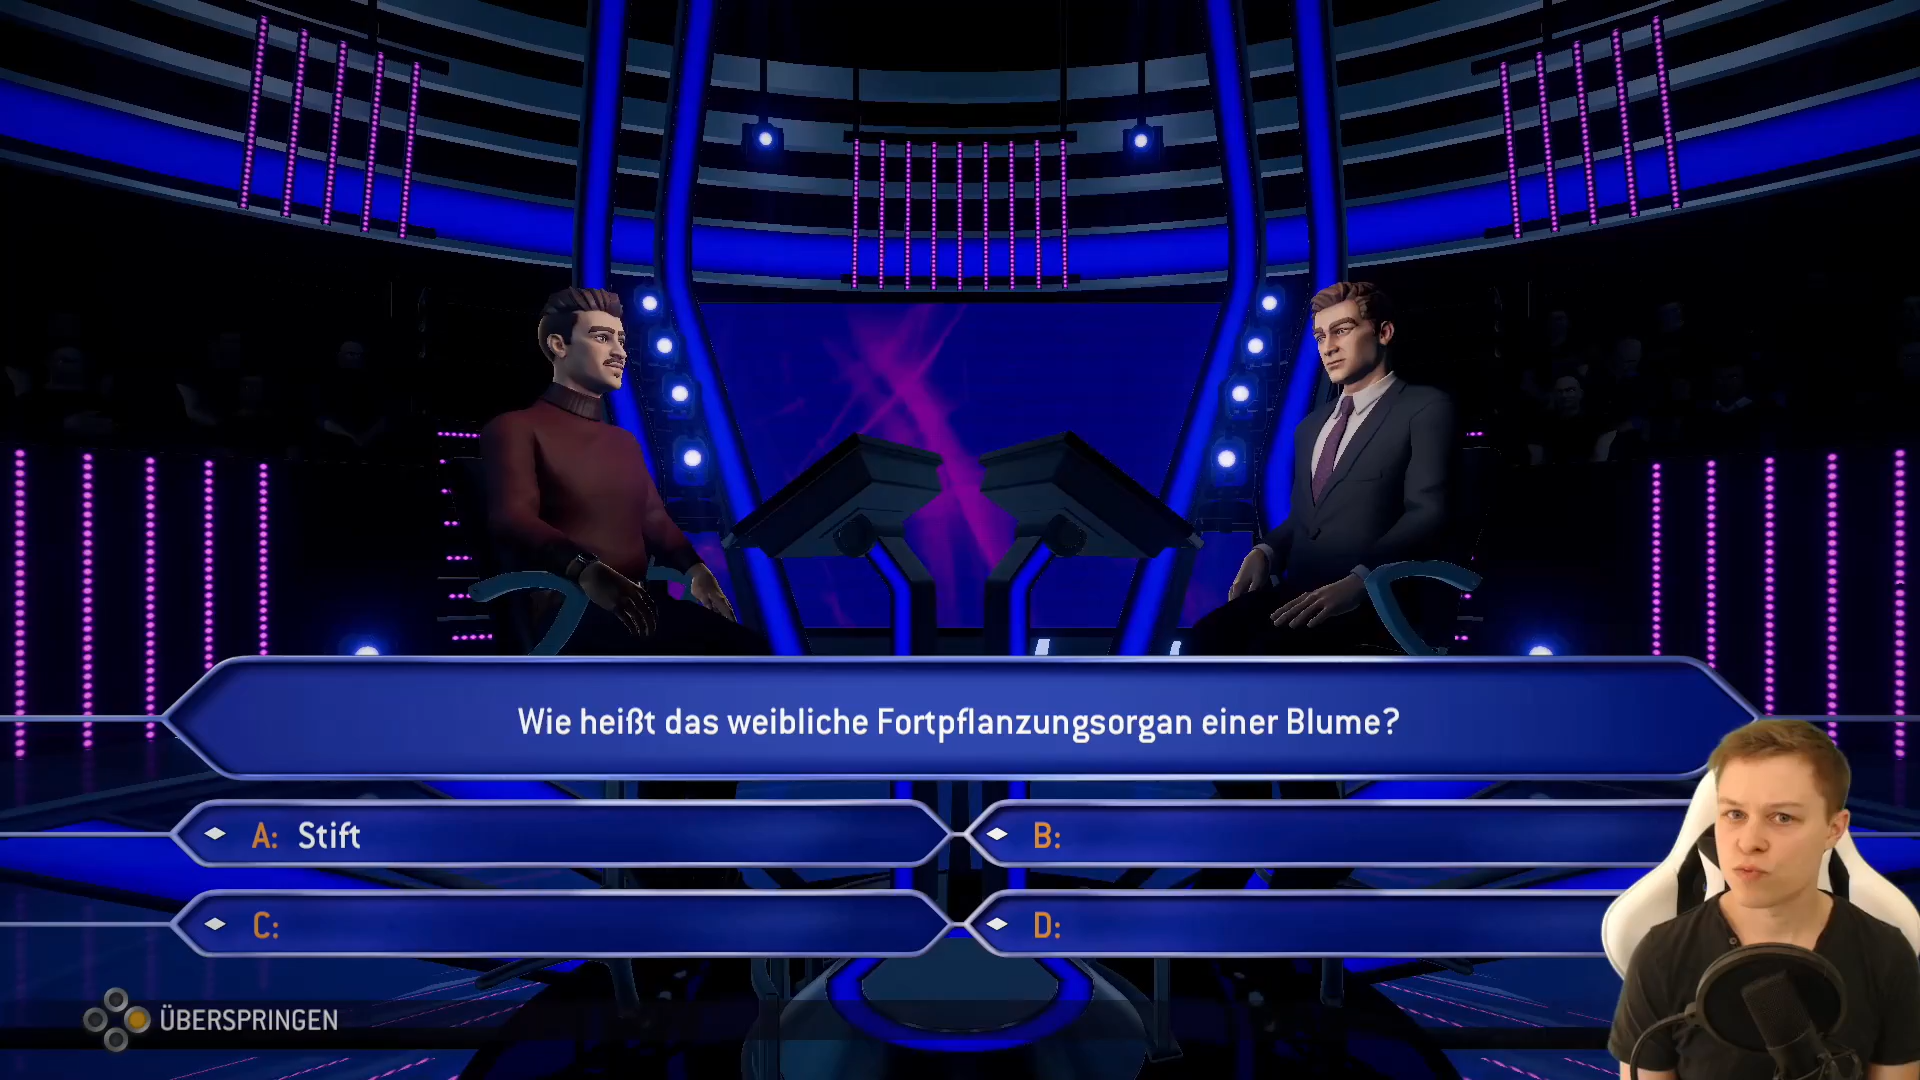 Wie heißt das weibliche Fortpflanzungsorgan einer Blume?
A: Stift
B:
C:
D:
ÜBERSPRINGEN